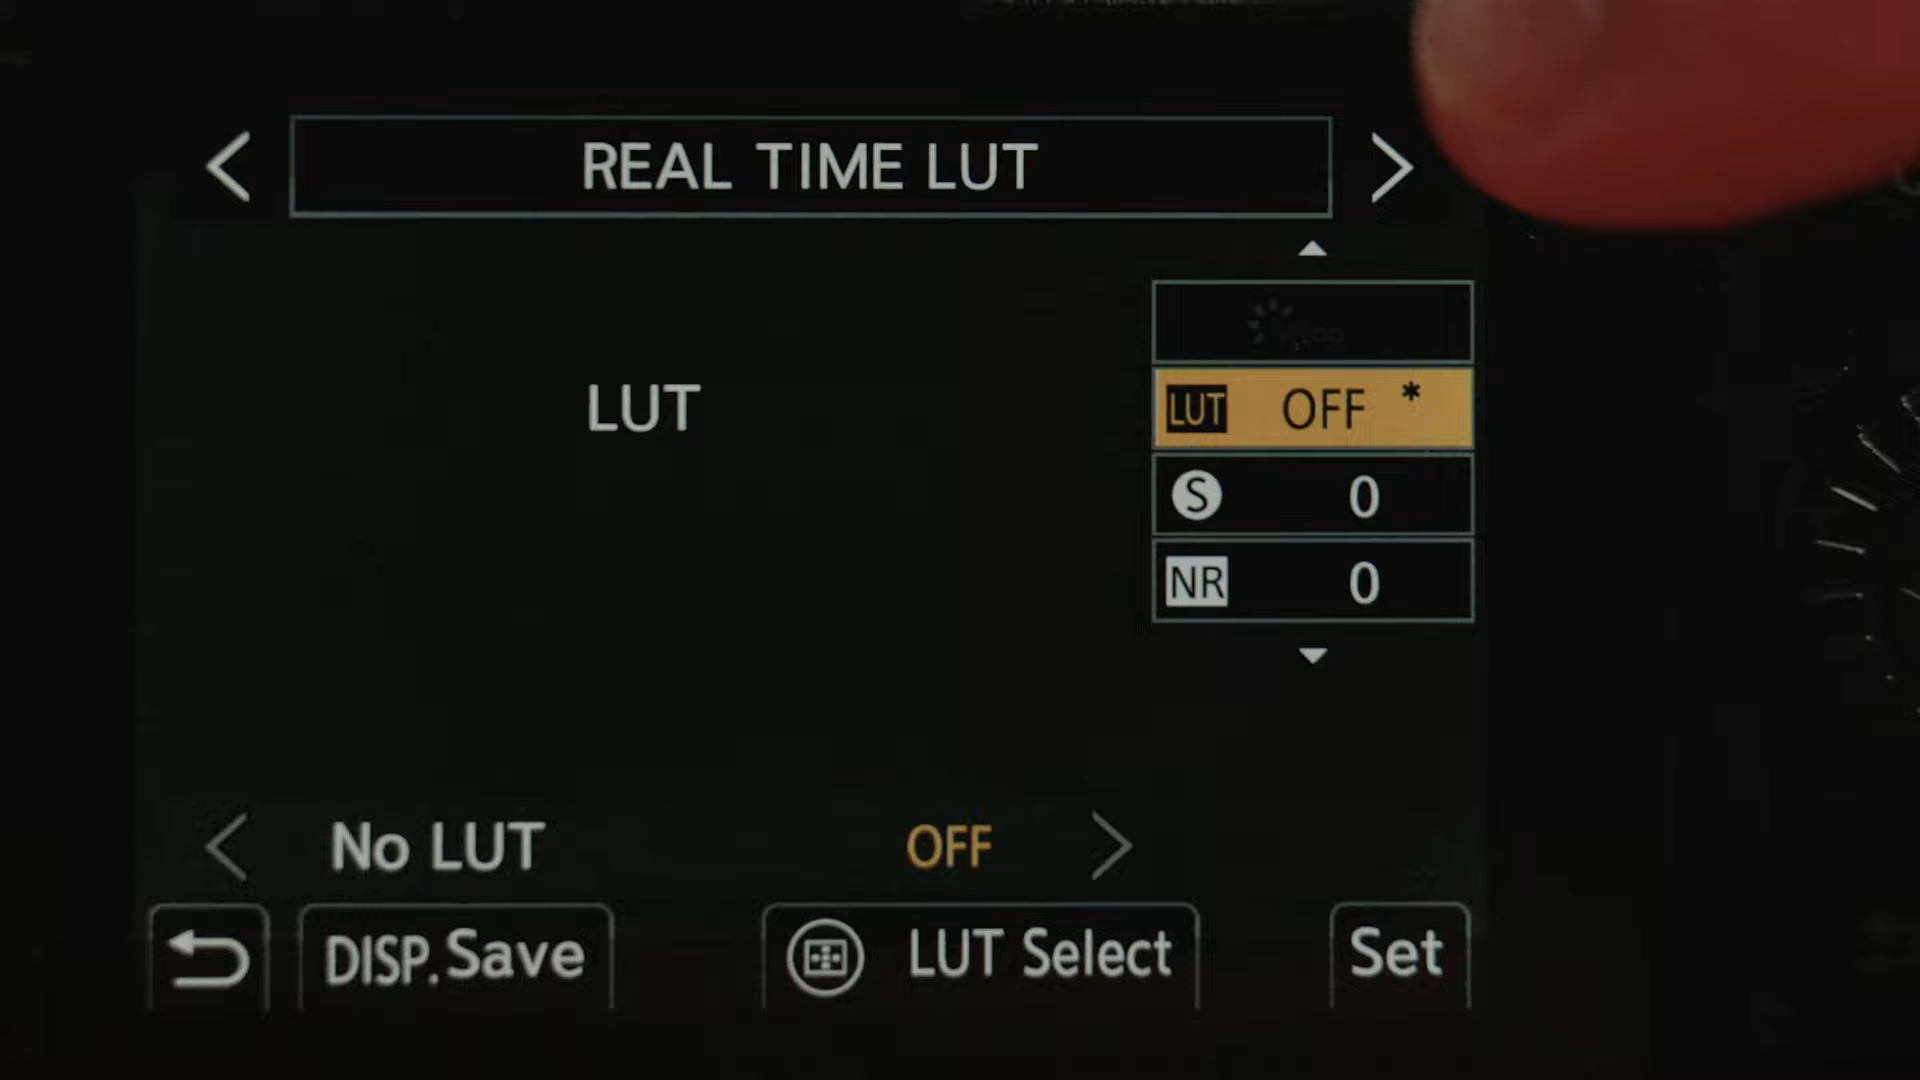 REAL TIME LUT
LUT
LUT OFF *
S 0
NR 0
No LUT OFF
DISP. Save
LUT Select
Set